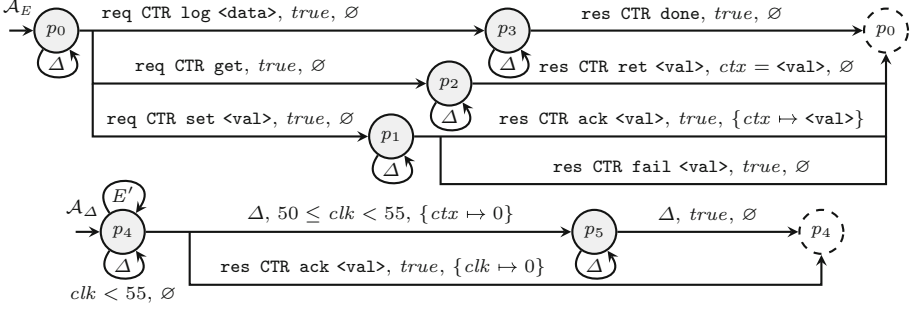 𝒜_E
p₀ req CTR log <data>, true, ∅ p₃ res CTR done, true, ∅ p₀
Δ Δ
req CTR get, true, ∅ p₂ res CTR ret <val>, ctx = <val>, ∅
Δ
req CTR set <val>, true, ∅ p₁ res CTR ack <val>, true, {ctx ↦ <val>}
Δ
res CTR fail <val>, true, ∅
E′
𝒜_Δ
p₄ Δ, 50 ≤ clk < 55, {ctx ↦ 0} p₅ Δ, true, ∅ p₄
Δ Δ
res CTR ack <val>, true, {clk ↦ 0}
clk < 55, ∅